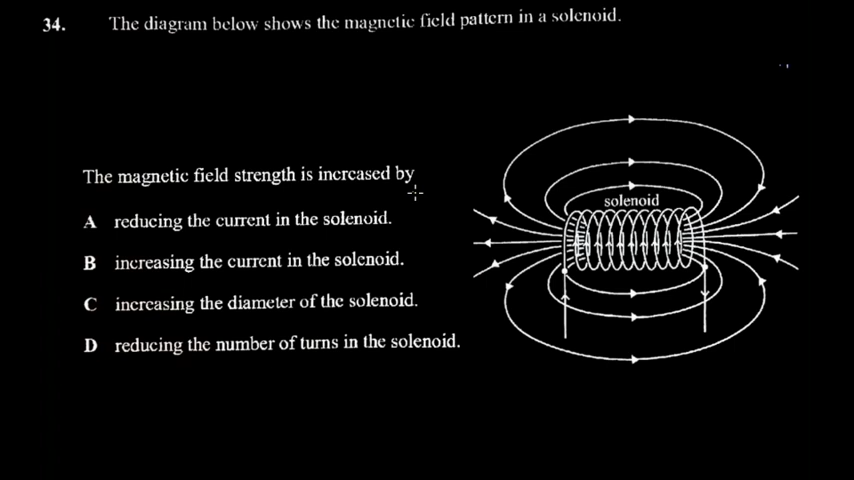 34. The diagram below shows the magnetic field pattern in a solenoid.
The magnetic field strength is increased by
solenoid
A reducing the current in the solenoid.
B increasing the current in the solenoid.
C increasing the diameter of the solenoid.
D reducing the number of turns in the solenoid.